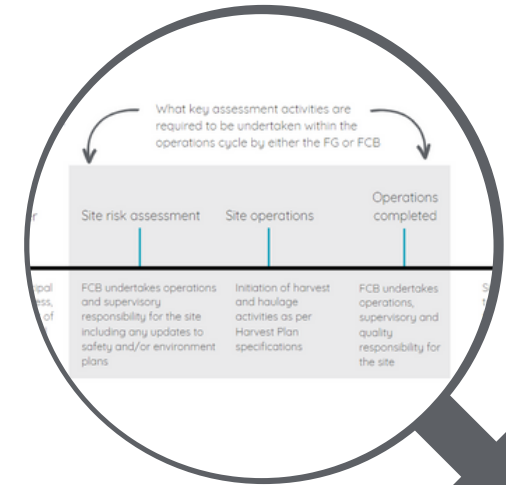 What key assessment activities are
required to be undertaken within the
operations cycle by either the FG or FCB
Site risk assessment
Site operations
Operations
completed
FCB undertakes operations
and supervisory
responsibility for the site
including any updates to
safety and/or environment
plans
Initiation of harvest
and haulage
activities as per
Harvest Plan
specifications
FCB undertakes
operations,
supervisory and
quality
responsibility for
the site